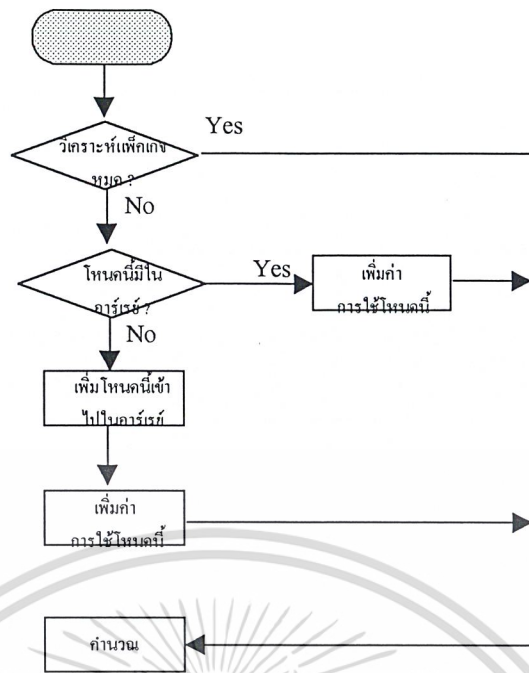 Yes
วิเคราะห์แพ็คเกจ
หมด ?
No
โหนดนี้มีใน
อาร์เรย์ ?
Yes
เพิ่มค่า
การใช้โหนดนี้
No
เพิ่มโหนดนี้เข้า
ไปในอาร์เรย์
เพิ่มค่า
การใช้โหนดนี้
คำนวณ